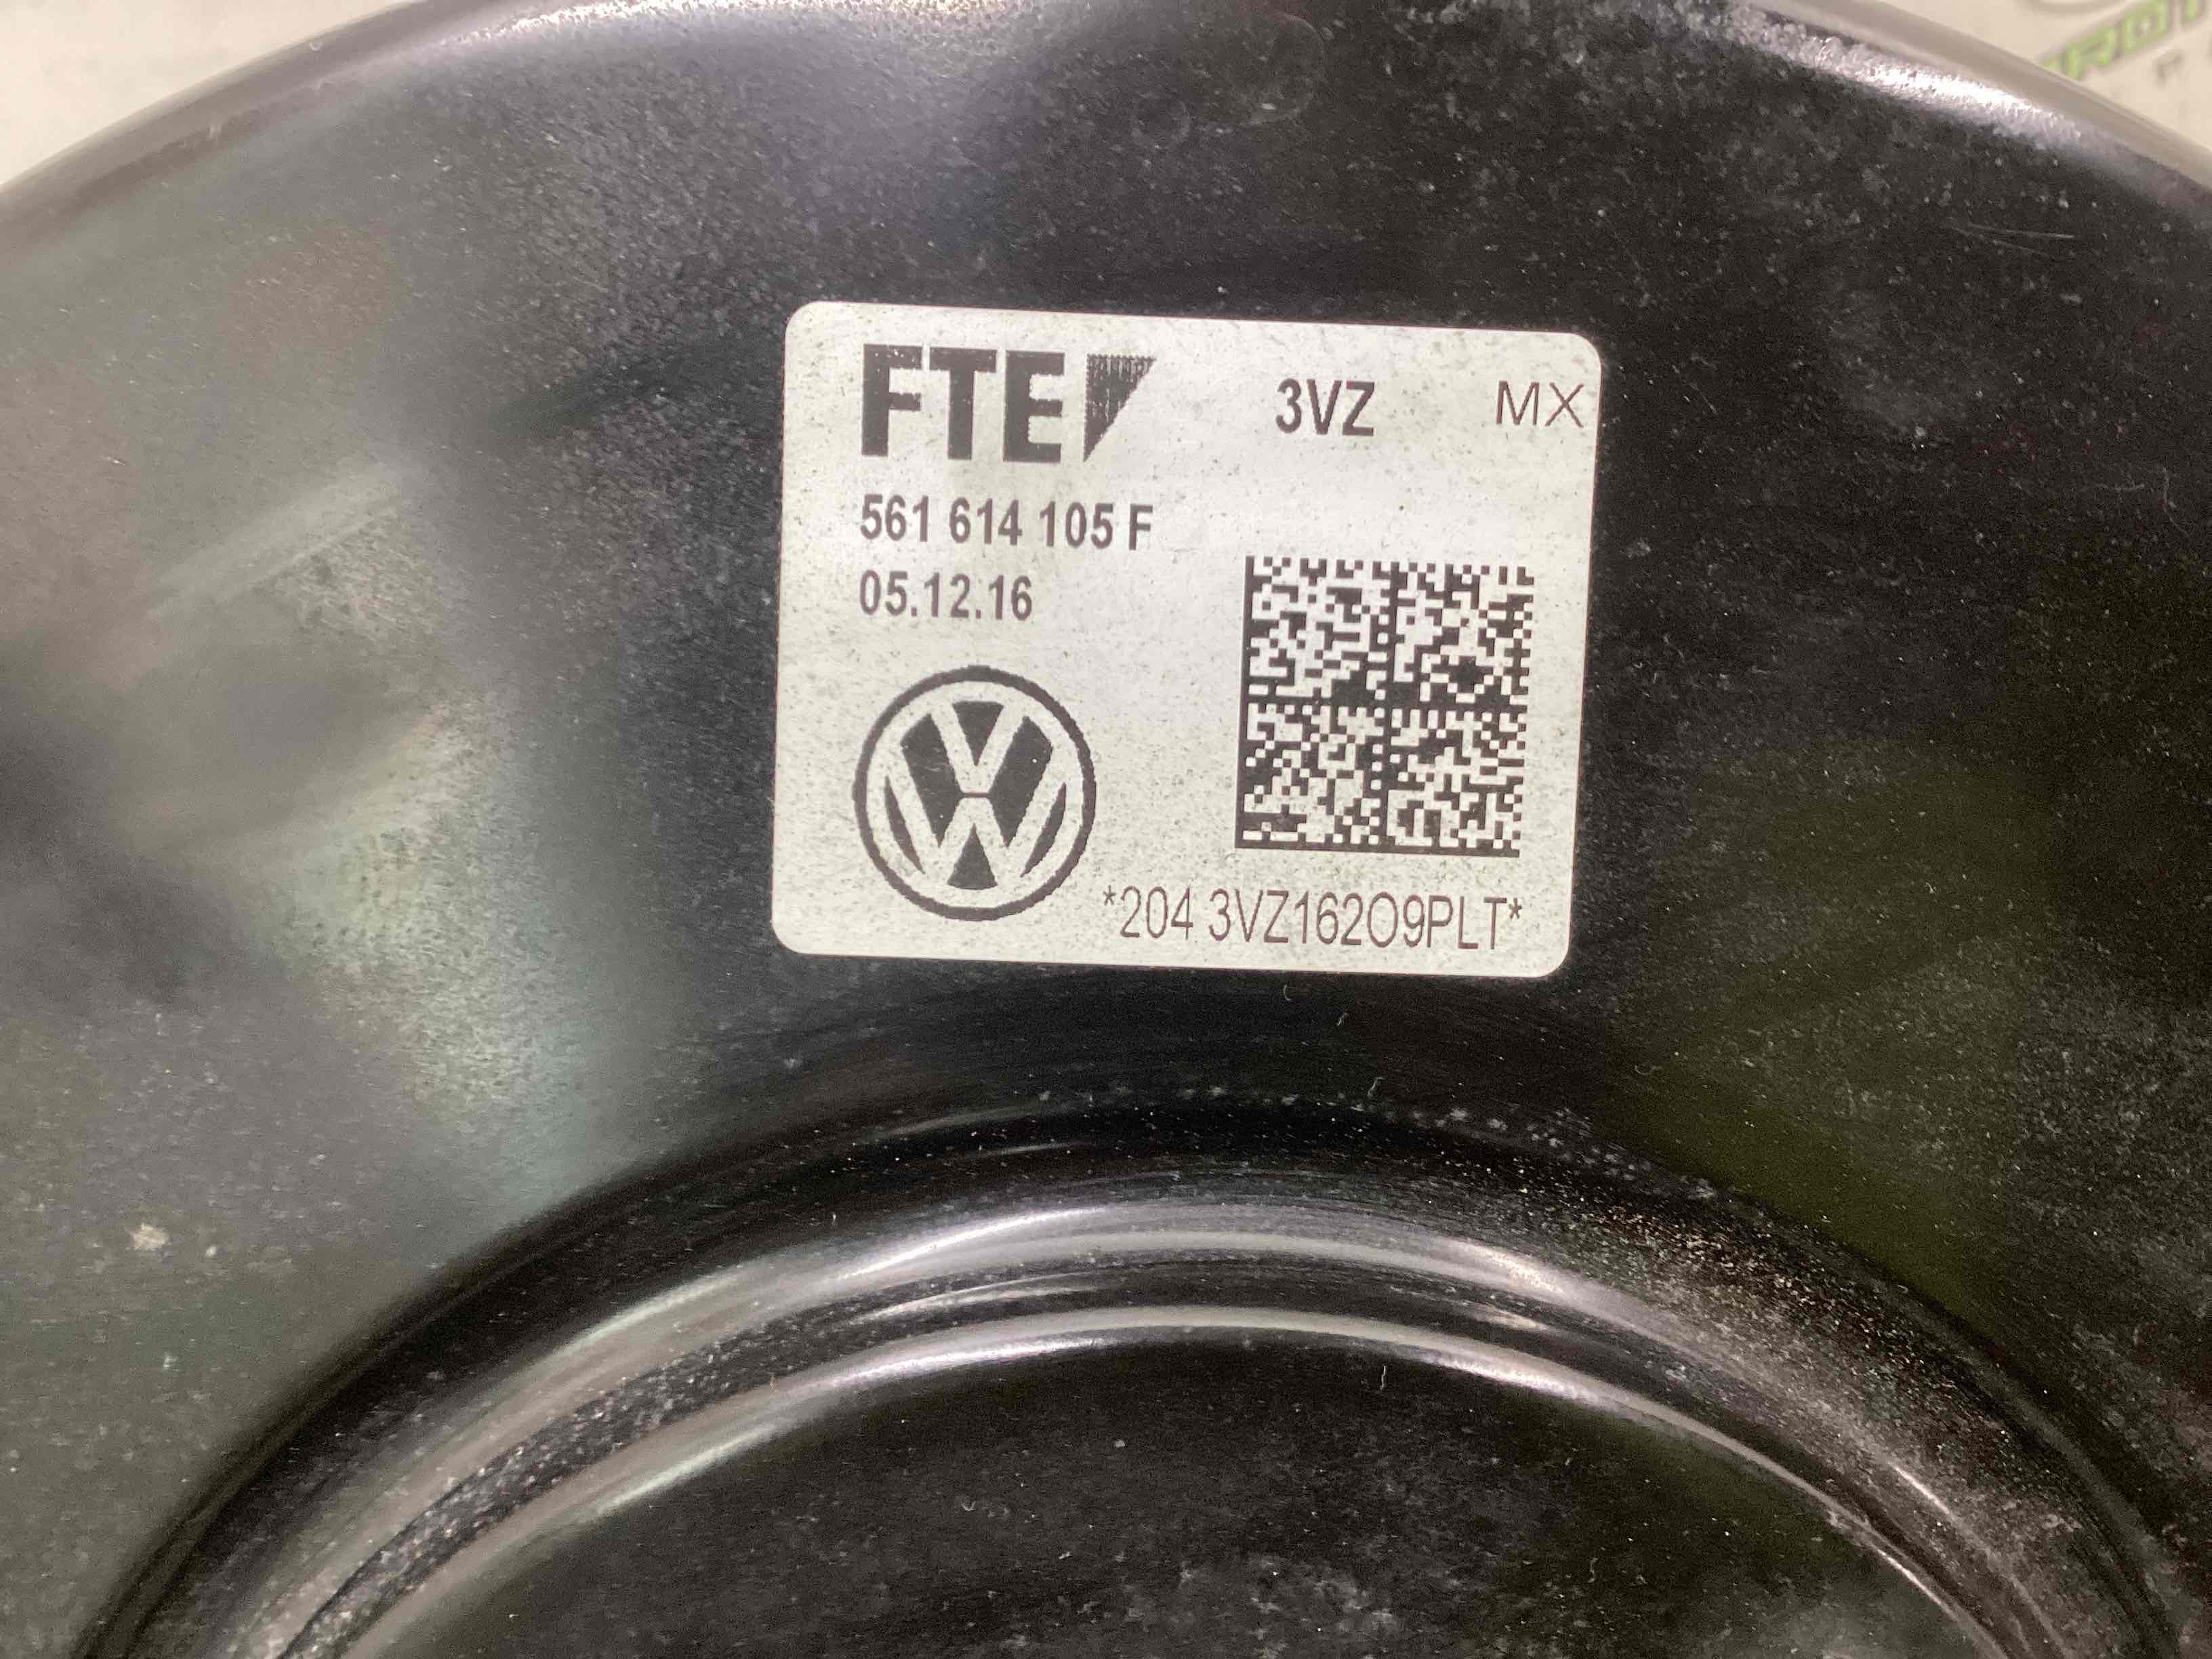 FTE 3VZ MX
561 614 105 F
05.12.16
*204 3VZ162O9PLT*